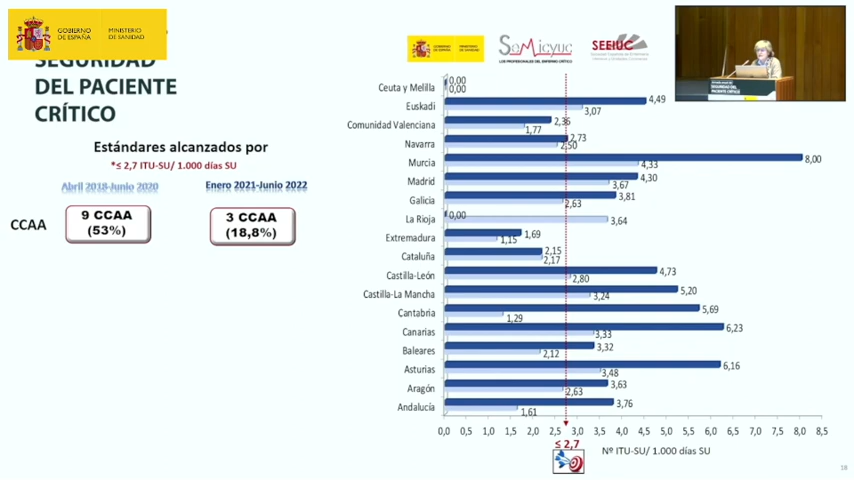 GOBIERNO
DE ESPAÑA
MINISTERIO
DE SANIDAD
SEGURIDAD
DEL PACIENTE
CRÍTICO
Estándares alcanzados por
*≤ 2,7 ITU-SU/ 1.000 días SU
Abril 2018-Junio 2020
Enero 2021-Junio 2022
CCAA
9 CCAA
(53%)
3 CCAA
(18,8%)
SEMICYUC
LOS PROFESIONALES DEL ENFERMO CRÍTICO
SEEIUC
Ceuta y Melilla 0,00 0,00
Euskadi 4,49 3,07
Comunidad Valenciana 2,36 1,77
Navarra 2,73 2,50
Murcia 8,00 4,33
Madrid 4,30 3,67
Galicia 3,81 2,63
La Rioja 0,00 3,64
Extremadura 1,69 1,15
Cataluña 2,15 2,17
Castilla-León 4,73 2,80
Castilla-La Mancha 5,20 3,24
Cantabria 5,69 1,29
Canarias 6,23 3,33
Baleares 3,32 2,12
Asturias 6,16 3,48
Aragón 3,63 2,63
Andalucía 3,76 1,61
0,0 0,5 1,0 1,5 2,0 2,5 3,0 3,5 4,0 4,5 5,0 5,5 6,0 6,5 7,0 7,5 8,0 8,5
≤ 2,7
Nº ITU-SU/ 1.000 días SU
SEGURIDAD DEL
PACIENTE CRÍTICO
18